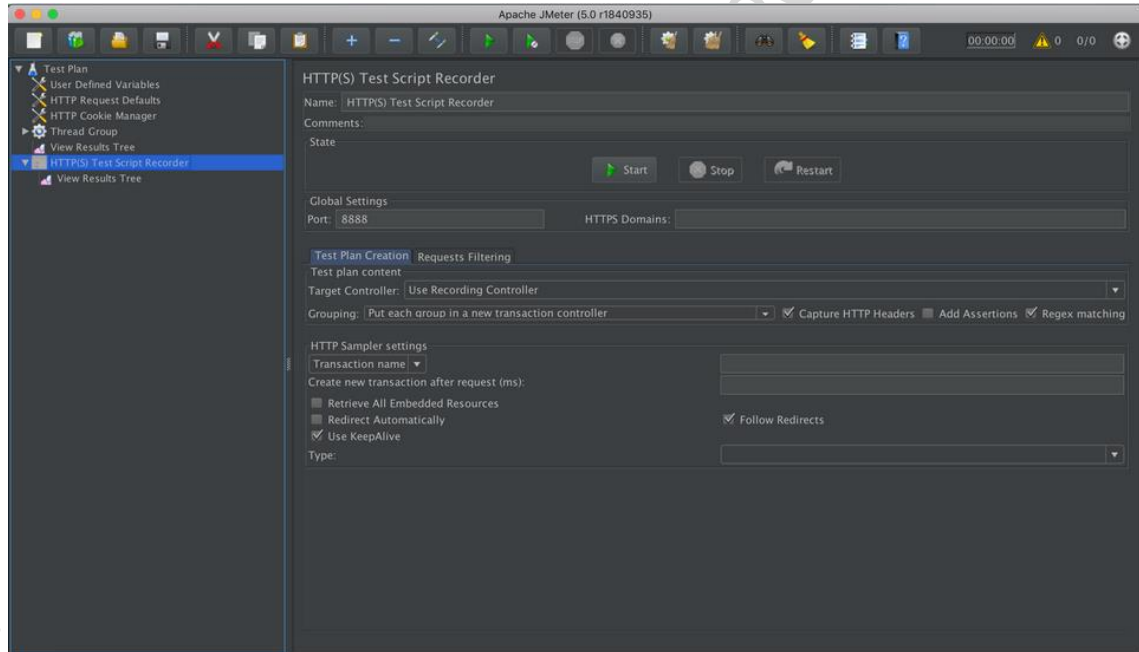 Apache JMeter (5.0 r1840935)
00:00:00 0 0/0
Test Plan
User Defined Variables
HTTP Request Defaults
HTTP Cookie Manager
Thread Group
View Results Tree
HTTP(S) Test Script Recorder
View Results Tree
HTTP(S) Test Script Recorder
Name: HTTP(S) Test Script Recorder
Comments:
State
Start Stop Restart
Global Settings
Port: 8888 HTTPS Domains:
Test Plan Creation Requests Filtering
Test plan content
Target Controller: Use Recording Controller
Grouping: Put each group in a new transaction controller Capture HTTP Headers Add Assertions Regex matching
HTTP Sampler settings
Transaction name
Create new transaction after request (ms):
Retrieve All Embedded Resources
Redirect Automatically Follow Redirects
Use KeepAlive
Type: